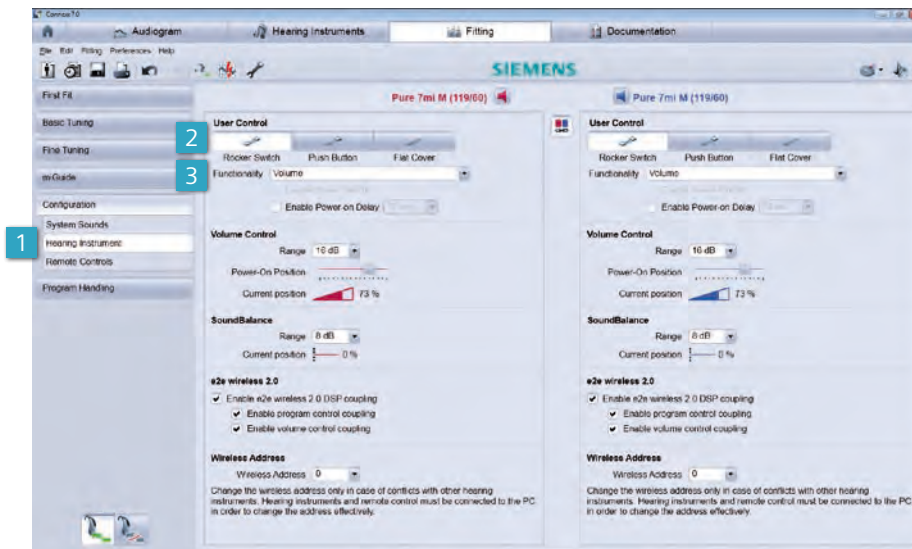 Connexx 7.0
Audiogram Hearing Instruments Fitting Documentation
File Edit Fitting Preferences Help
SIEMENS
First Fit
Basic Tuning
Fine Tuning
m-Guide
Configuration
System Sounds
1 Hearing Instrument
Remote Controls
Program Handling
Pure 7mi M (119/60)
User Control
2
Rocker Switch Push Button Flat Cover
3 Functionality Volume
Enable Power-on Delay
Volume Control
Range 16 dB
Power-On Position
Current position 73 %
SoundBalance
Range 8 dB
Current position 0 %
e2e wireless 2.0
Enable e2e wireless 2.0 DSP coupling
Enable program control coupling
Enable volume control coupling
Wireless Address
Wireless Address 0
Change the wireless address only in case of conflicts with other hearing
instruments. Hearing instruments and remote control must be connected to the PC
in order to change the address effectively.
Pure 7mi M (119/60)
User Control
Rocker Switch Push Button Flat Cover
Functionality Volume
Enable Power-on Delay
Volume Control
Range 16 dB
Power-On Position
Current position 73 %
SoundBalance
Range 8 dB
Current position 0 %
e2e wireless 2.0
Enable e2e wireless 2.0 DSP coupling
Enable program control coupling
Enable volume control coupling
Wireless Address
Wireless Address 0
Change the wireless address only in case of conflicts with other hearing
instruments. Hearing instruments and remote control must be connected to the PC
in order to change the address effectively.